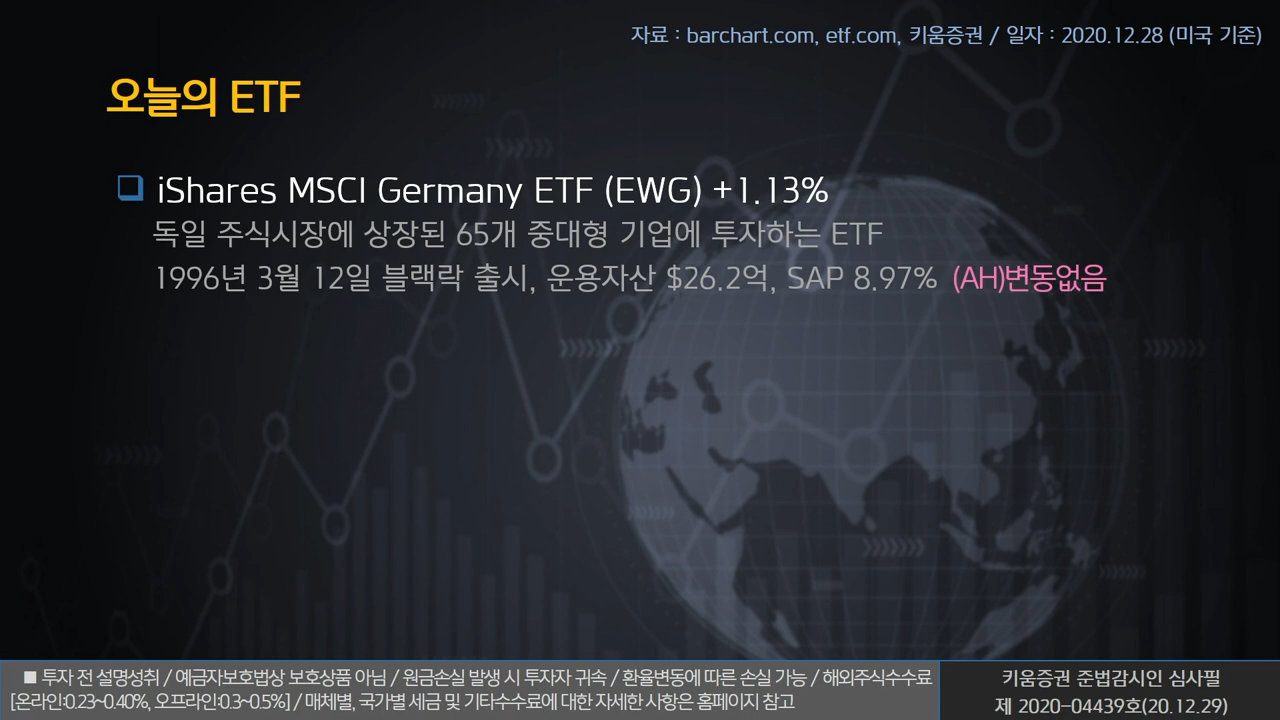 자료 : barchart.com, etf.com, 키움증권 / 일자 : 2020.12.28 (미국 기준)
오늘의 ETF
❑ iShares MSCI Germany ETF (EWG) +1.13%
독일 주식시장에 상장된 65개 중대형 기업에 투자하는 ETF
1996년 3월 12일 블랙락 출시, 운용자산 $26.2억, SAP 8.97% (AH)변동없음
■ 투자 전 설명성취 / 예금자보호법상 보호상품 아님 / 원금손실 발생 시 투자자 귀속 / 환율변동에 따른 손실 가능 / 해외주식수수료
[온라인:0.23~0.40%, 오프라인:0.3~0.5%] / 매체별, 국가별 세금 및 기타수수료에 대한 자세한 사항은 홈페이지 참고
키움증권 준법감시인 심사필
제 2020-04439호(20.12.29)